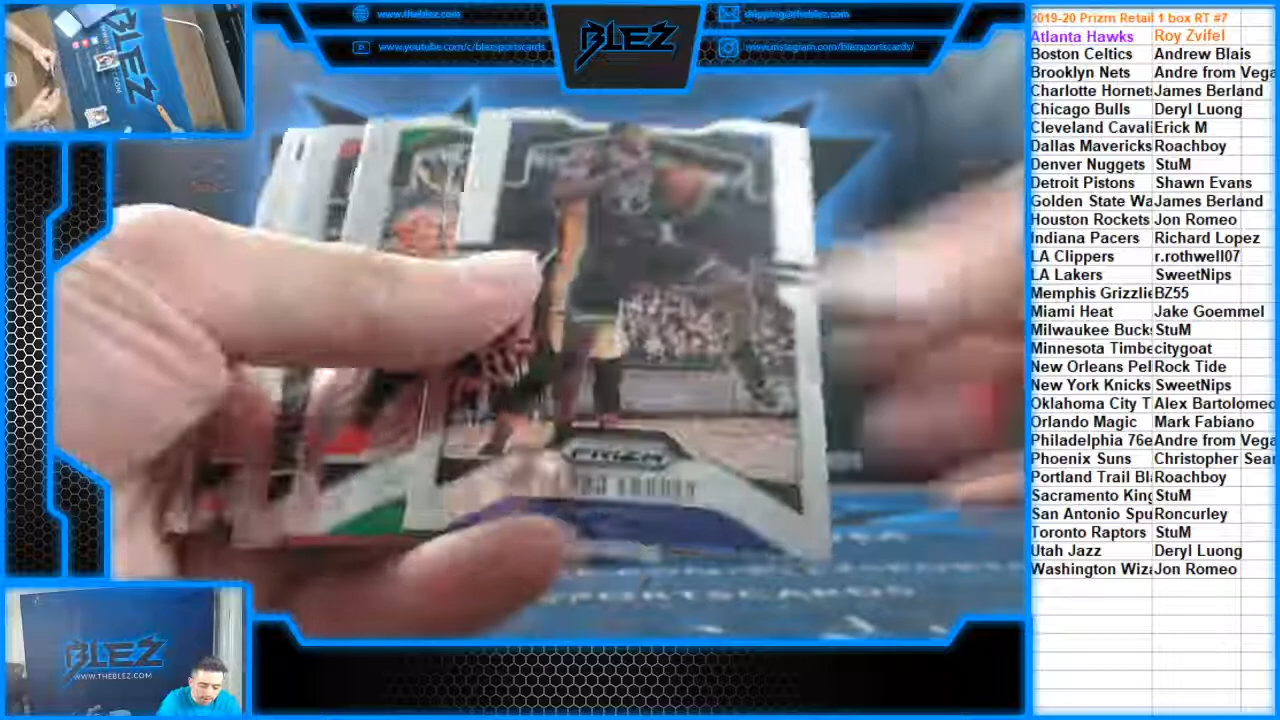 BLEZ
www.theblez.com
shipping@theblez.com
www.youtube.com/c/blezsportscards
BLEZ
www.instagram.com/blezsportscards/
PRIZM
SPORTSCARDS
BLEZ
WWW.THEBLEZ.COM
2019-20 Prizm Retail 1 box RT #7
Atlanta Hawks Roy Zvifel
Boston Celtics Andrew Blais
Brooklyn Nets Andre from Vega
Charlotte Hornets James Berland
Chicago Bulls Deryl Luong
Cleveland Cavali Erick M
Dallas Mavericks Roachboy
Denver Nuggets StuM
Detroit Pistons Shawn Evans
Golden State Wa James Berland
Houston Rockets Jon Romeo
Indiana Pacers Richard Lopez
LA Clippers r.rothwell07
LA Lakers SweetNips
Memphis Grizzlie BZ55
Miami Heat Jake Goemmel
Milwaukee Bucks StuM
Minnesota Timbe citygoat
New Orleans Pel Rock Tide
New York Knicks SweetNips
Oklahoma City T Alex Bartolomeo
Orlando Magic Mark Fabiano
Philadelphia 76e Andre from Vega
Phoenix Suns Christopher Sear
Portland Trail Bl Roachboy
Sacramento King StuM
San Antonio Spu Roncurley
Toronto Raptors StuM
Utah Jazz Deryl Luong
Washington Wiza Jon Romeo